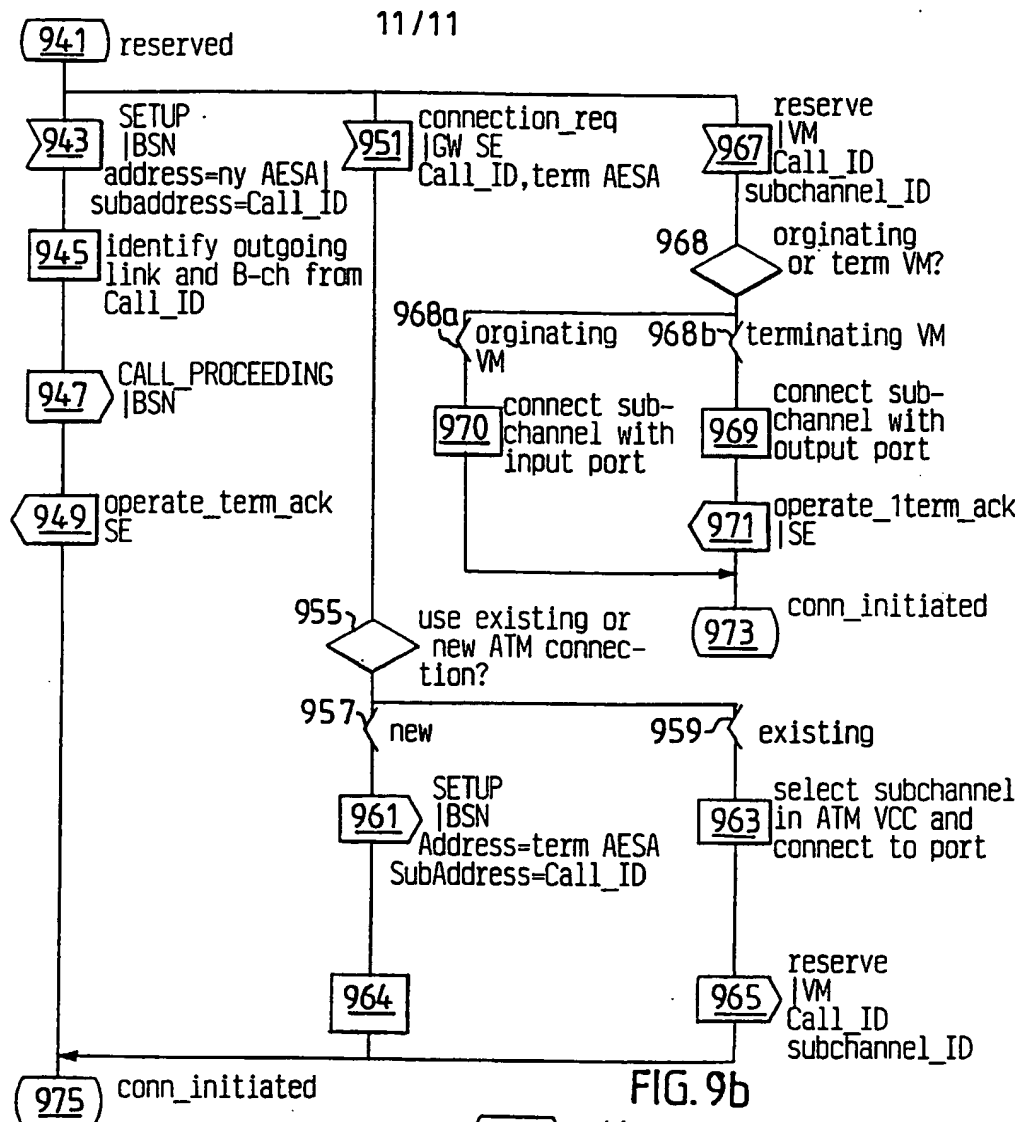 11/11
941 reserved
943 SETUP
|BSN
address=ny AESA|
subaddress=Call_ID
945 identify outgoing
link and B-ch from
Call_ID
947 CALL_PROCEEDING
|BSN
949 operate_term_ack
SE
951 connection_req
|GW SE
Call_ID,term AESA
955 use existing or
new ATM connec-
tion?
957 new
961 SETUP
|BSN
Address=term AESA
SubAddress=Call_ID
964
959 existing
963 select subchannel
in ATM VCC and
connect to port
965 reserve
|VM
Call_ID
subchannel_ID
967 reserve
|VM
Call_ID
subchannel_ID
968 orginating
or term VM?
968a orginating
VM
970 connect sub-
channel with
input port
968b terminating VM
969 connect sub-
channel with
output port
971 operate_1term_ack
|SE
973 conn_initiated
975 conn_initiated
FIG. 9b